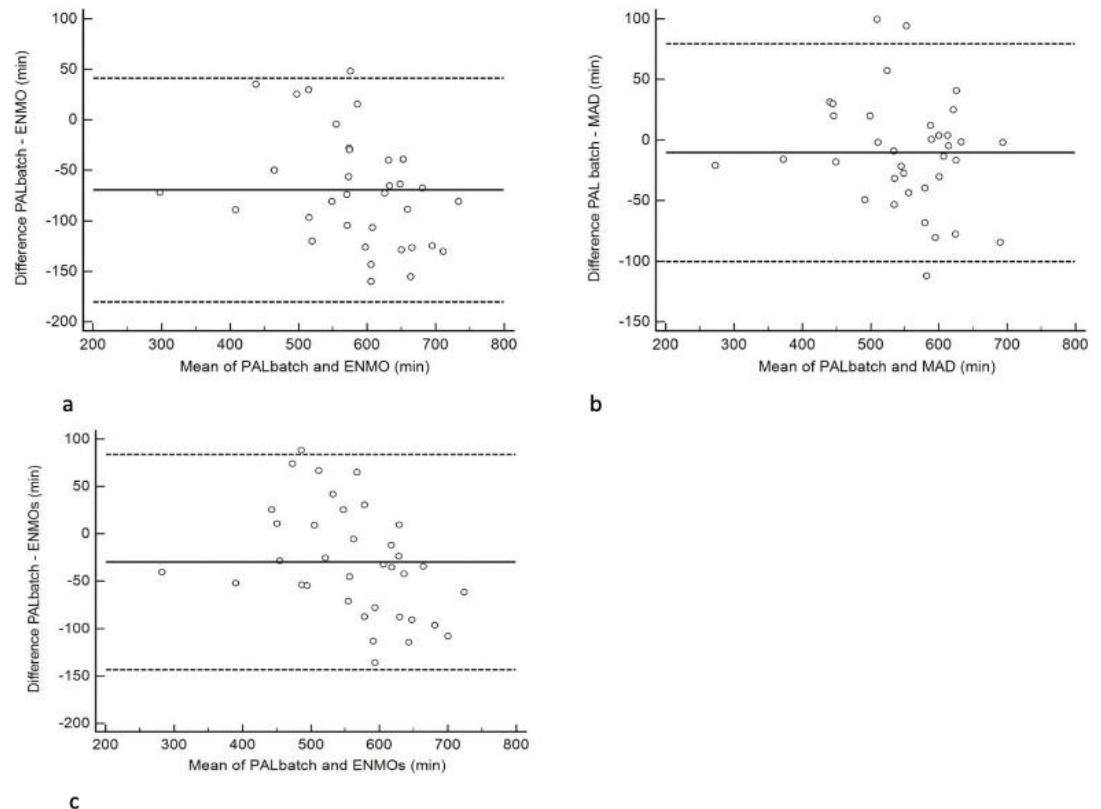 100
50
0
-50
-100
-150
-200
Difference PALbatch - ENMO (min)
200 300 400 500 600 700 800
Mean of PALbatch and ENMO (min)
a
100
50
0
-50
-100
-150
Difference PAL batch - MAD (min)
200 300 400 500 600 700 800
Mean of PALbatch and MAD (min)
b
100
50
0
-50
-100
-150
-200
Difference PALbatch - ENMOs (min)
200 300 400 500 600 700 800
Mean of PALbatch and ENMOs (min)
c